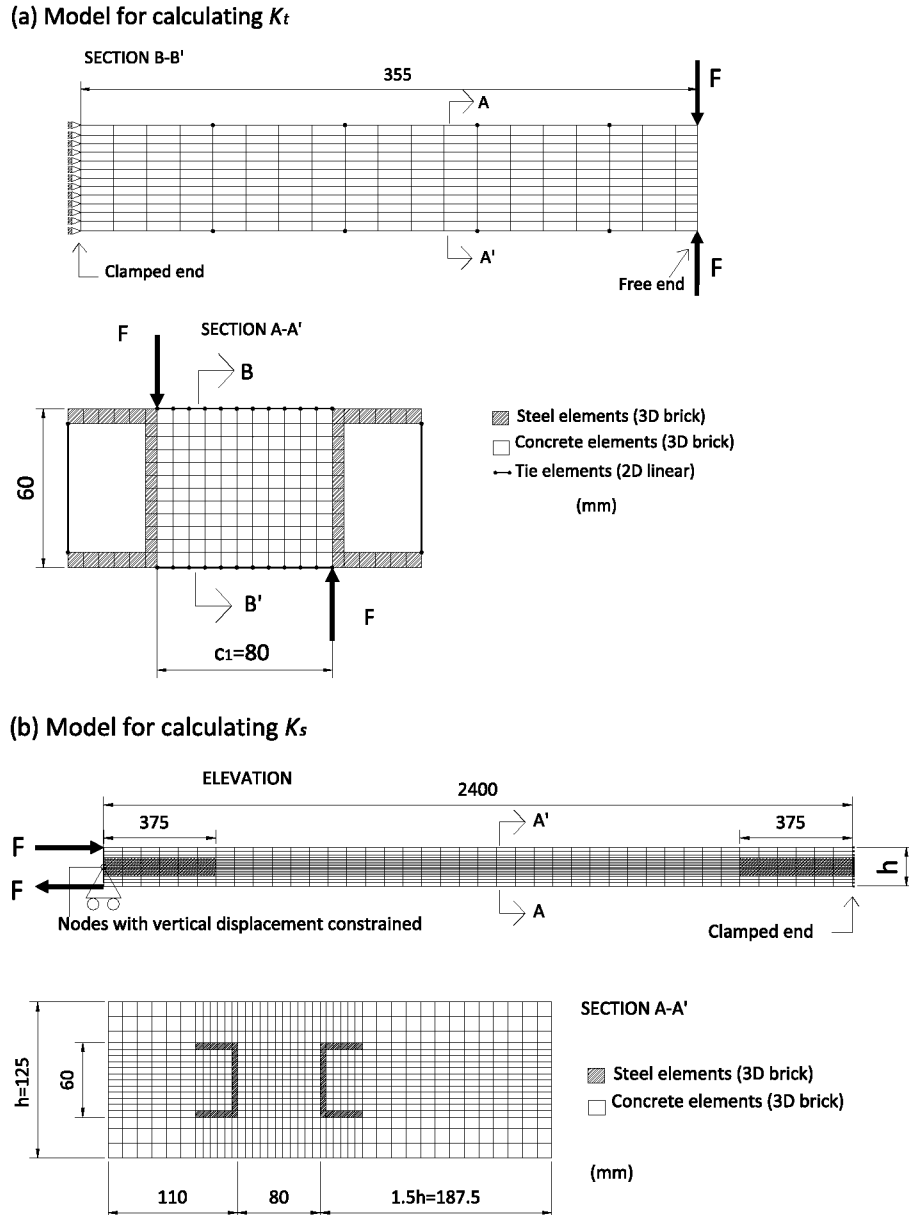 (a) Model for calculating Kt
SECTION B-B'
355
F
A
A'
Clamped end
Free end
F
F
SECTION A-A'
B
60
Steel elements (3D brick)
Concrete elements (3D brick)
Tie elements (2D linear)
(mm)
B'
F
c1=80
(b) Model for calculating Ks
ELEVATION
2400
375
A'
375
F
F
h
Nodes with vertical displacement constrained
A
Clamped end
SECTION A-A'
h=125
60
Steel elements (3D brick)
Concrete elements (3D brick)
(mm)
110
80
1.5h=187.5